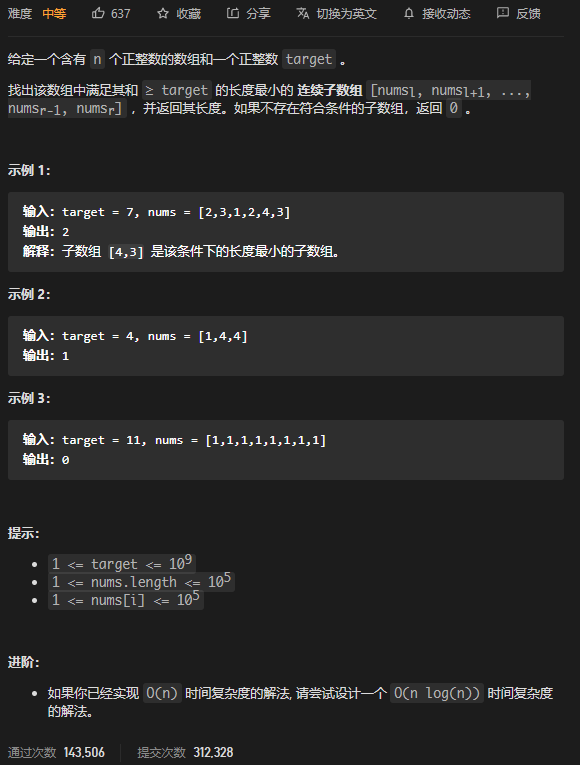 难度 中等 637 收藏 分享 切换为英文 接收动态 反馈
给定一个含有 n 个正整数的数组和一个正整数 target 。
找出该数组中满足其和 ≥ target 的长度最小的 连续子数组 [numsl, numsl+1, ...,
numsr-1, numsr] ，并返回其长度。如果不存在符合条件的子数组，返回 0 。
示例 1：
输入：target = 7, nums = [2,3,1,2,4,3]
输出：2
解释：子数组 [4,3] 是该条件下的长度最小的子数组。
示例 2：
输入：target = 4, nums = [1,4,4]
输出：1
示例 3：
输入：target = 11, nums = [1,1,1,1,1,1,1,1]
输出：0
提示：
• 1 <= target <= 10⁹
• 1 <= nums.length <= 10⁵
• 1 <= nums[i] <= 10⁵
进阶：
• 如果你已经实现 O(n) 时间复杂度的解法, 请尝试设计一个 O(n log(n)) 时间复杂度
的解法。
通过次数 143,506 提交次数 312,328